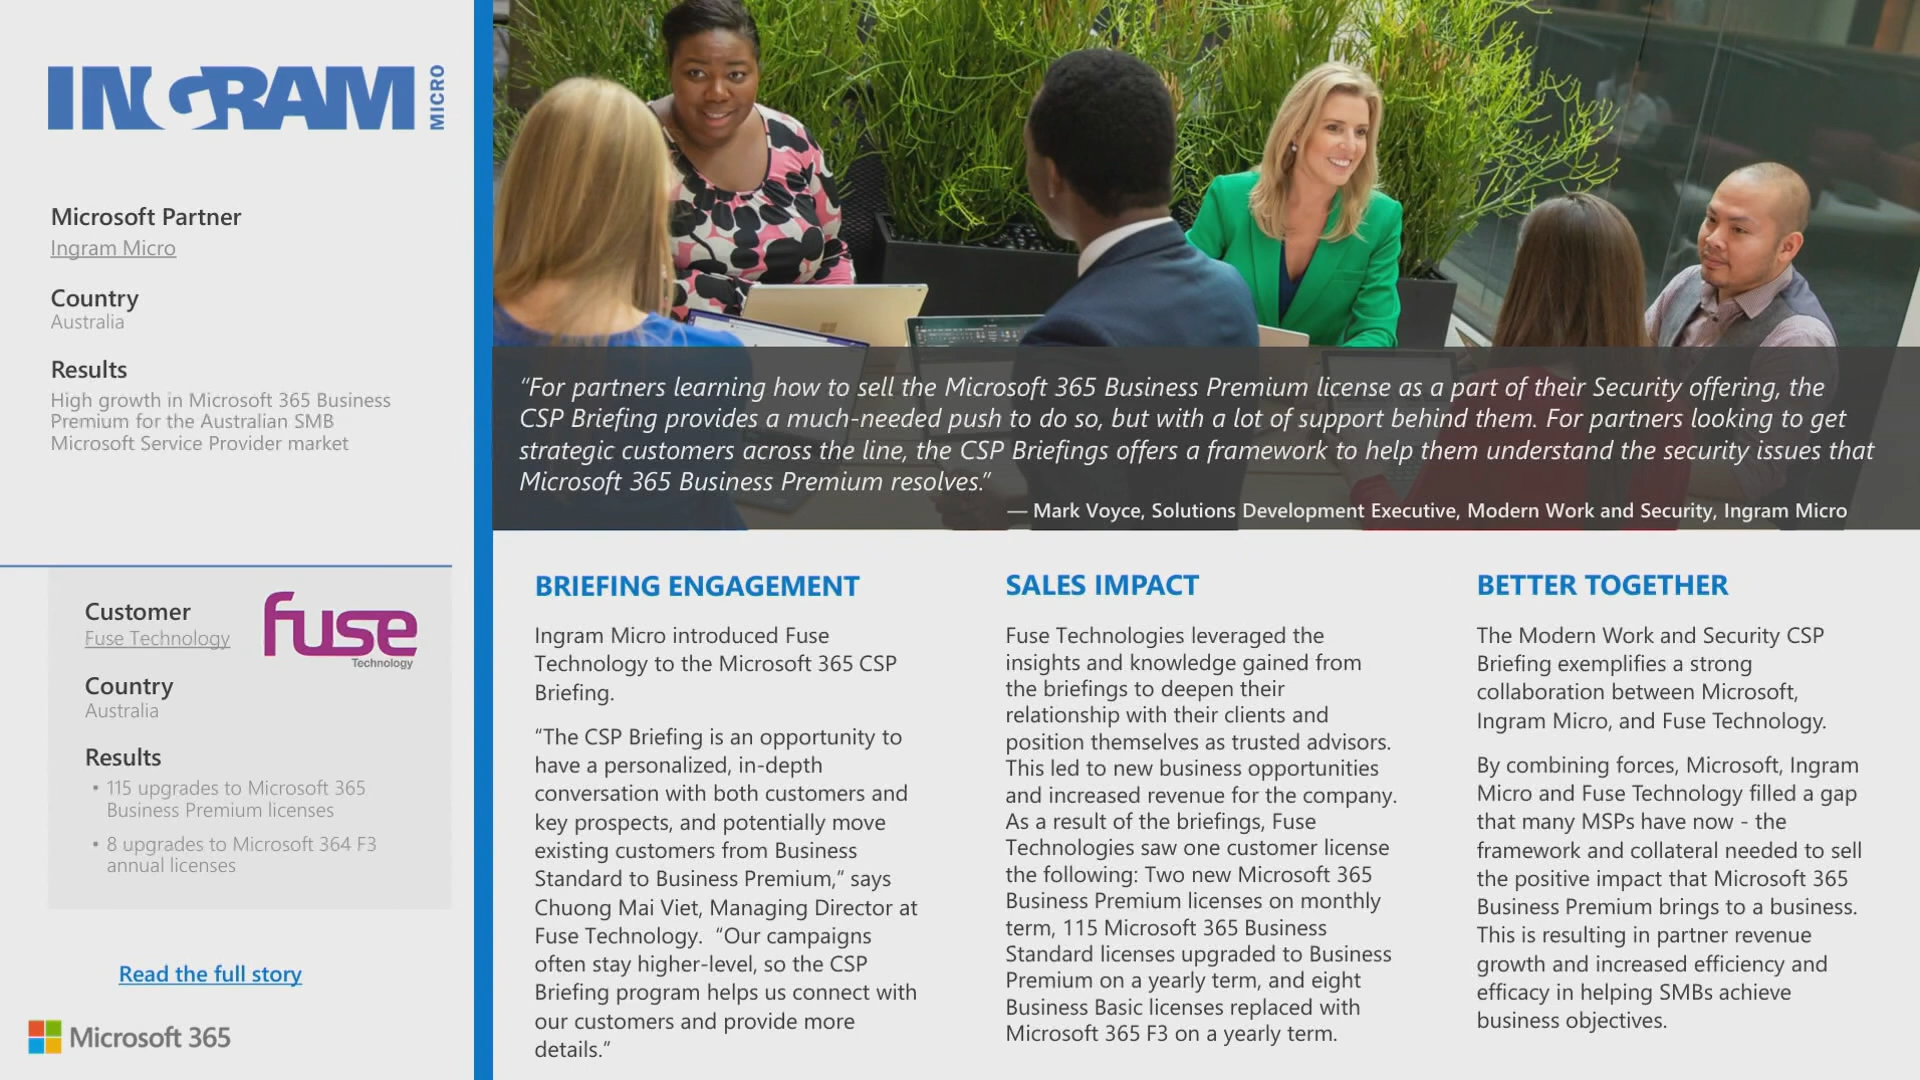 INGRAM MICRO
Microsoft Partner
Ingram Micro
Country
Australia
Results
High growth in Microsoft 365 Business
Premium for the Australian SMB
Microsoft Service Provider market
Customer
Fuse Technology
fuse
Technology
Country
Australia
Results
• 115 upgrades to Microsoft 365
Business Premium licenses
• 8 upgrades to Microsoft 364 F3
annual licenses
Read the full story
Microsoft 365
“For partners learning how to sell the Microsoft 365 Business Premium license as a part of their Security offering, the
CSP Briefing provides a much-needed push to do so, but with a lot of support behind them. For partners looking to get
strategic customers across the line, the CSP Briefings offers a framework to help them understand the security issues that
Microsoft 365 Business Premium resolves.”
— Mark Voyce, Solutions Development Executive, Modern Work and Security, Ingram Micro
BRIEFING ENGAGEMENT
Ingram Micro introduced Fuse
Technology to the Microsoft 365 CSP
Briefing.
“The CSP Briefing is an opportunity to
have a personalized, in-depth
conversation with both customers and
key prospects, and potentially move
existing customers from Business
Standard to Business Premium,” says
Chuong Mai Viet, Managing Director at
Fuse Technology.  “Our campaigns
often stay higher-level, so the CSP
Briefing program helps us connect with
our customers and provide more
details.”
SALES IMPACT
Fuse Technologies leveraged the
insights and knowledge gained from
the briefings to deepen their
relationship with their clients and
position themselves as trusted advisors.
This led to new business opportunities
and increased revenue for the company.
As a result of the briefings, Fuse
Technologies saw one customer license
the following: Two new Microsoft 365
Business Premium licenses on monthly
term, 115 Microsoft 365 Business
Standard licenses upgraded to Business
Premium on a yearly term, and eight
Business Basic licenses replaced with
Microsoft 365 F3 on a yearly term.
BETTER TOGETHER
The Modern Work and Security CSP
Briefing exemplifies a strong
collaboration between Microsoft,
Ingram Micro, and Fuse Technology.
By combining forces, Microsoft, Ingram
Micro and Fuse Technology filled a gap
that many MSPs have now - the
framework and collateral needed to sell
the positive impact that Microsoft 365
Business Premium brings to a business.
This is resulting in partner revenue
growth and increased efficiency and
efficacy in helping SMBs achieve
business objectives.